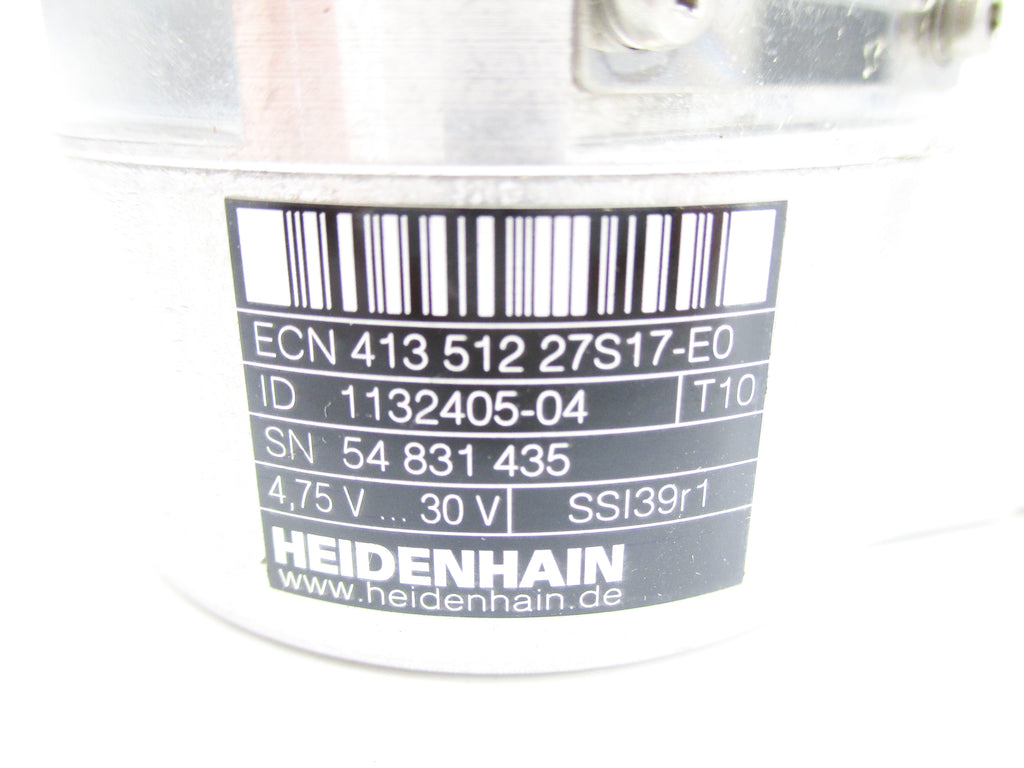 ECN 413 512 27S17-E0
ID 1132405-04 T10
SN 54 831 435
4,75 V ... 30 V SSI39r1
HEIDENHAIN
www.heidenhain.de